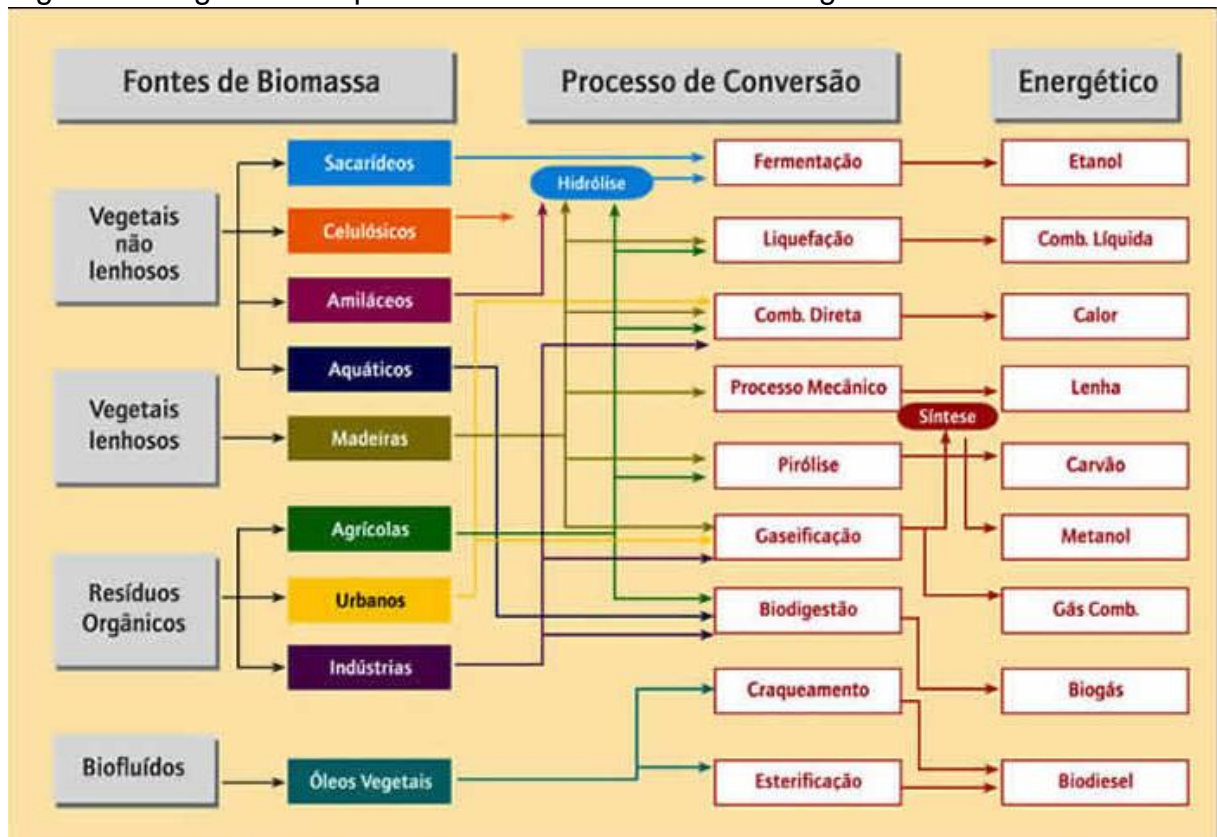 Fontes de Biomassa
Processo de Conversão
Energético
Vegetais
não
lenhosos
Vegetais
lenhosos
Resíduos
Orgânicos
Biofluídos
Sacarídeos
Celulósicos
Amiláceos
Aquáticos
Madeiras
Agrícolas
Urbanos
Indústrias
Óleos Vegetais
Hidrólise
Fermentação
Liquefação
Comb. Direta
Processo Mecânico
Pirólise
Gaseificação
Biodigestão
Craqueamento
Esterificação
Síntese
Etanol
Comb. Líquida
Calor
Lenha
Carvão
Metanol
Gás Comb.
Biogás
Biodiesel